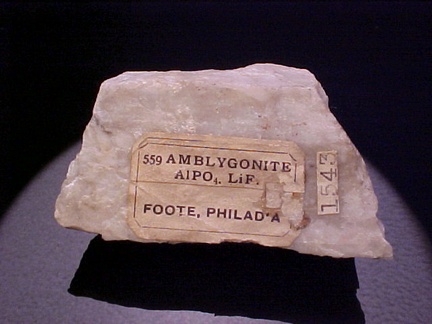 559 AMBLYGONITE
AlPO₄. LiF.
FOOTE, PHILAD'A
1543